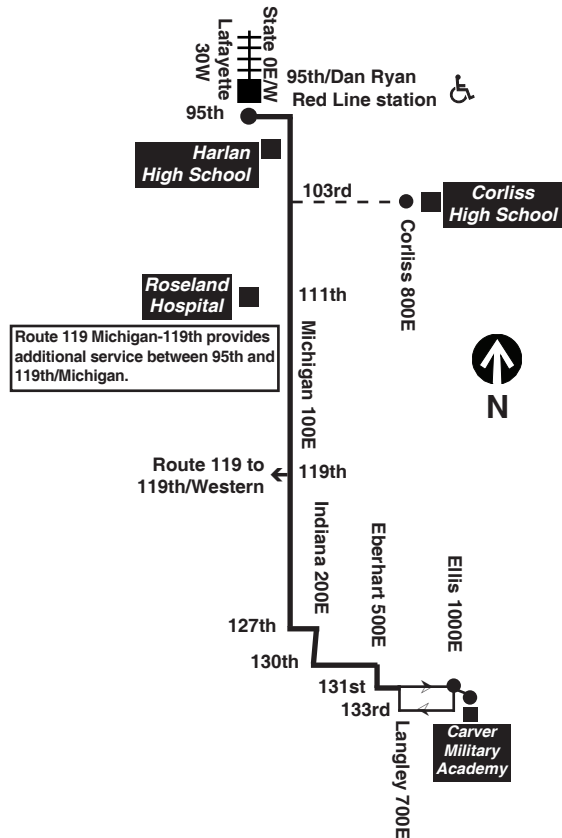 State 0E/W
Lafayette
30W
95th/Dan Ryan
Red Line station
95th
Harlan
High School
103rd
Corliss
High School
Corliss 800E
Roseland
Hospital
111th
Route 119 Michigan-119th provides
additional service between 95th and
119th/Michigan.
Michigan 100E
N
Route 119 to
119th/Western
119th
Indiana 200E
Eberhart 500E
Ellis 1000E
127th
130th
131st
133rd
Langley 700E
Carver
Military
Academy